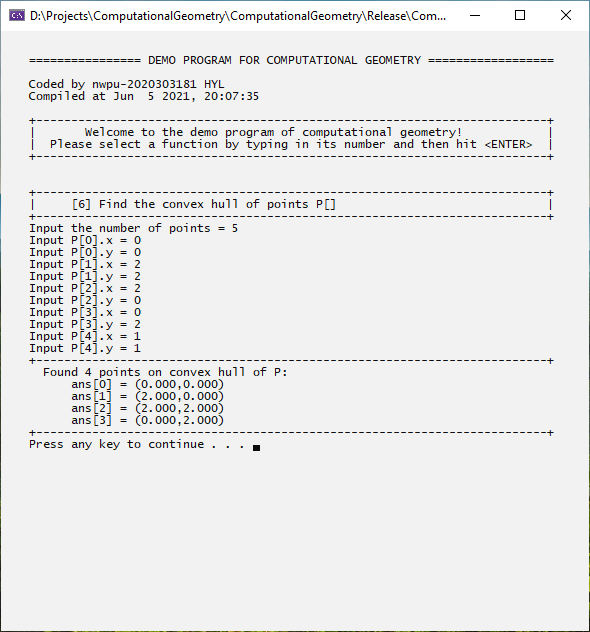 D:\Projects\ComputationalGeometry\ComputationalGeometry\Release\Com...
================ DEMO PROGRAM FOR COMPUTATIONAL GEOMETRY ==================
Coded by nwpu-2020303181 HYL
Compiled at Jun  5 2021, 20:07:35
+-------------------------------------------------------------------------+
|       Welcome to the demo program of computational geometry!            |
|  Please select a function by typing in its number and then hit <ENTER>  |
+-------------------------------------------------------------------------+
+-------------------------------------------------------------------------+
|     [6] Find the convex hull of points P[]                              |
+-------------------------------------------------------------------------+
Input the number of points = 5
Input P[0].x = 0
Input P[0].y = 0
Input P[1].x = 2
Input P[1].y = 2
Input P[2].x = 2
Input P[2].y = 0
Input P[3].x = 0
Input P[3].y = 2
Input P[4].x = 1
Input P[4].y = 1
+-------------------------------------------------------------------------+
  Found 4 points on convex hull of P:
      ans[0] = (0.000,0.000)
      ans[1] = (2.000,0.000)
      ans[2] = (2.000,2.000)
      ans[3] = (0.000,2.000)
+-------------------------------------------------------------------------+
Press any key to continue . . .